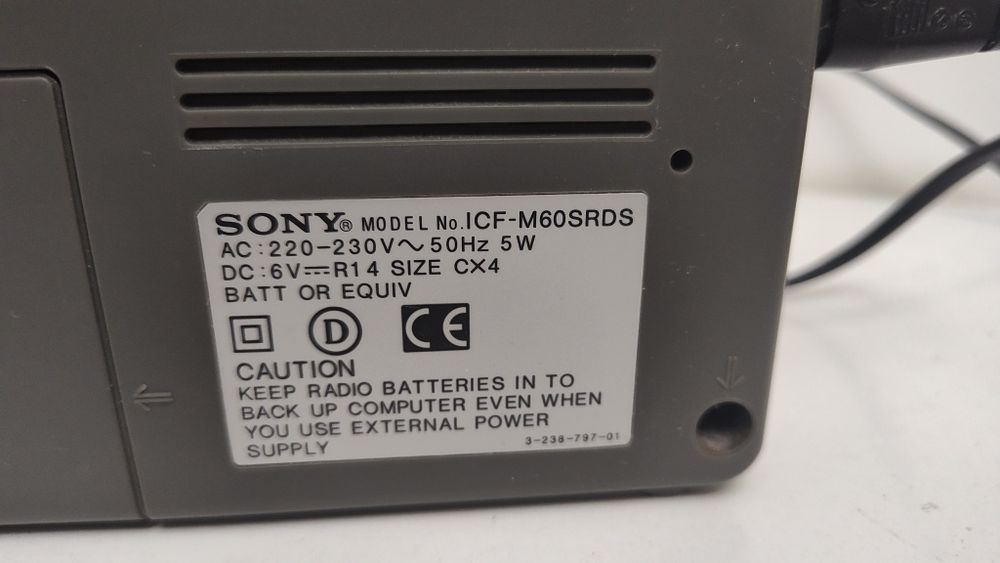 SONY® MODEL No.ICF-M60SRDS
AC:220-230V~50Hz 5W
DC:6V⎓R14 SIZE CX4
BATT OR EQUIV
D CE
CAUTION
KEEP RADIO BATTERIES IN TO
BACK UP COMPUTER EVEN WHEN
YOU USE EXTERNAL POWER
SUPPLY
3-238-797-01